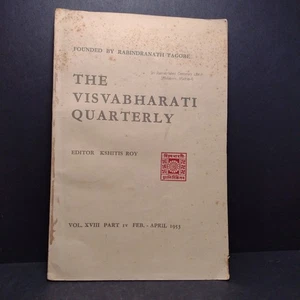 FOUNDED BY RABINDRANATH TAGORE
THE
VISVABHARATI
QUARTERLY
EDITOR KSHITIS ROY
VOL. XVIII PART IV FEB. - APRIL 1953